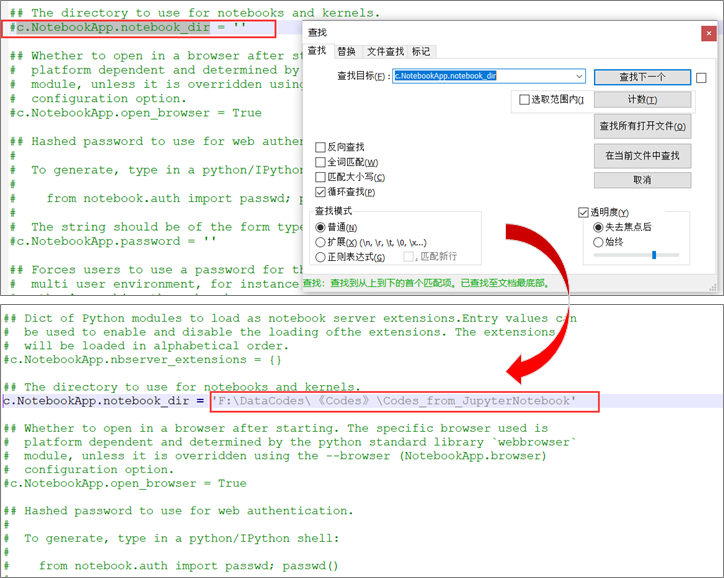 ## The directory to use for notebooks and kernels.
#c.NotebookApp.notebook_dir = ''
## Whether to open in a browser after st
#  platform dependent and determined by
#  module, unless it is overridden using
#  configuration option.
#c.NotebookApp.open_browser = True
## Hashed password to use for web authen
#
#  To generate, type in a python/IPython
#
#    from notebook.auth import passwd; p
#
#  The string should be of the form type
#c.NotebookApp.password = ''
## Forces users to use a password for th
#  multi user environment, for instance
查找
查找 替换 文件查找 标记
查找目标(F): c.NotebookApp.notebook_dir 查找下一个
选取范围内(I) 计数(T)
查找所有打开文件(O)
在当前文件中查找
取消
反向查找
全词匹配(W)
匹配大小写(C)
循环查找(P)
查找模式
普通(N)
扩展(X) (\n, \r, \t, \0, \x...)
正则表达式(G) . 匹配新行
透明度(Y)
失去焦点后
始终
查找: 查找到从上到下的首个匹配项。已查找至文档最底部。
## Dict of Python modules to load as notebook server extensions.Entry values can
#  be used to enable and disable the loading ofthe extensions. The extensions
#  will be loaded in alphabetical order.
#c.NotebookApp.nbserver_extensions = {}
## The directory to use for notebooks and kernels.
c.NotebookApp.notebook_dir = 'F:\DataCodes\《Codes》\Codes_from_JupyterNotebook'
## Whether to open in a browser after starting. The specific browser used is
#  platform dependent and determined by the python standard library `webbrowser`
#  module, unless it is overridden using the --browser (NotebookApp.browser)
#  configuration option.
#c.NotebookApp.open_browser = True
## Hashed password to use for web authentication.
#
#  To generate, type in a python/IPython shell:
#
#    from notebook.auth import passwd; passwd()
#